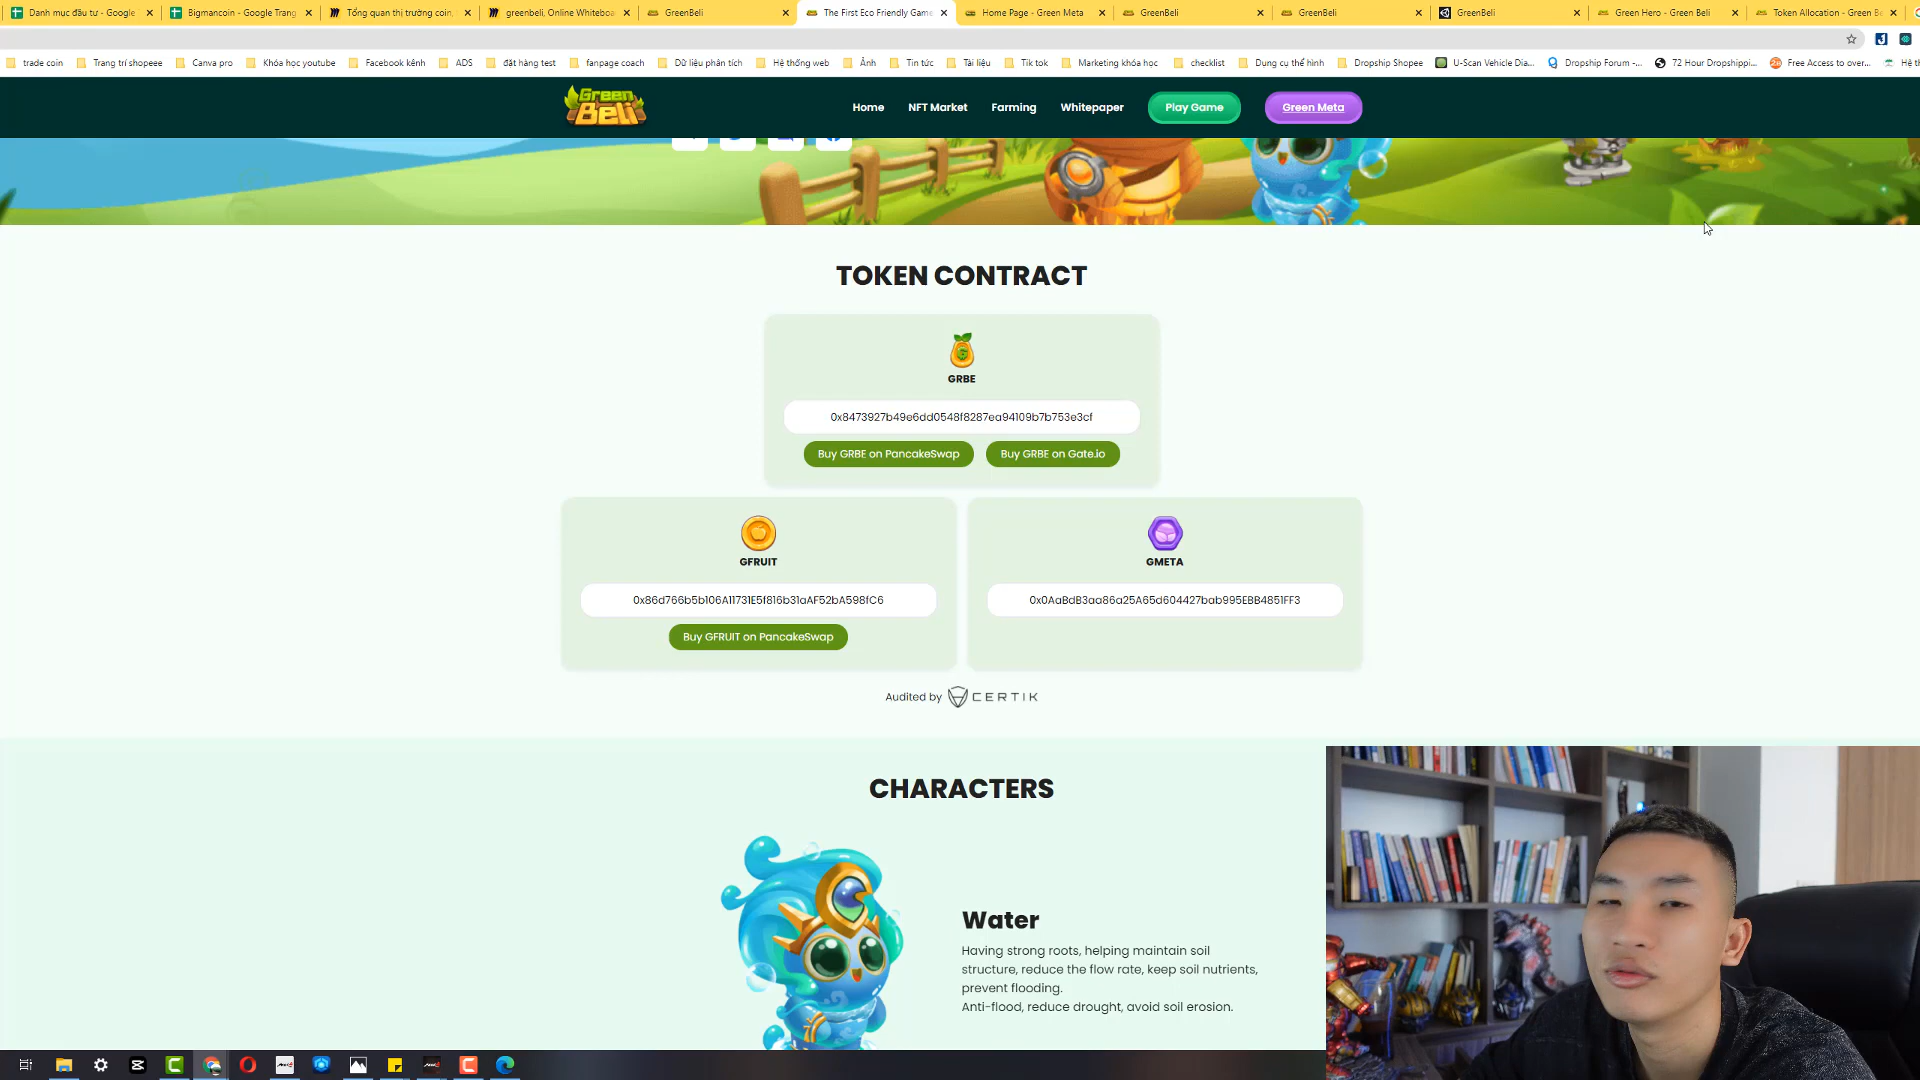 Danh mục đầu tư - Google
Bigmancoin - Google Trang
Tổng quan thị trường coin,
greenbeli, Online Whiteboa
GreenBeli
The First Eco Friendly Game
Home Page - Green Meta
GreenBeli
GreenBeli
GreenBeli
Green Hero - Green Beli
Token Allocation - Green Be
trade coin
Trang trí shopeee
Canva pro
Khóa học youtube
Facebook kênh
ADS
đặt hàng test
fanpage coach
Dữ liệu phân tích
Hệ thống web
Ảnh
Tin tức
Tài liệu
Tik tok
Marketing khóa học
checklist
Dụng cụ thể hình
Dropship Shopee
U-Scan Vehicle Dia...
Dropship Forum -...
72 Hour Dropshippi...
Free Access to over...
Hệ th
Green Beli
Home
NFT Market
Farming
Whitepaper
Play Game
Green Meta
TOKEN CONTRACT
GRBE
0x8473927b49e6dd0548f8287ea94109b7b753e3cf
Buy GRBE on PancakeSwap
Buy GRBE on Gate.io
GFRUIT
0x86d766b5b106A11731E5f816b31aAF52bA598fC6
Buy GFRUIT on PancakeSwap
GMETA
0x0AaBdB3aa86a25A65d604427bab995EBB4851FF3
Audited by CERTIK
CHARACTERS
Water
Having strong roots, helping maintain soil
structure, reduce the flow rate, keep soil nutrients,
prevent flooding.
Anti-flood, reduce drought, avoid soil erosion.